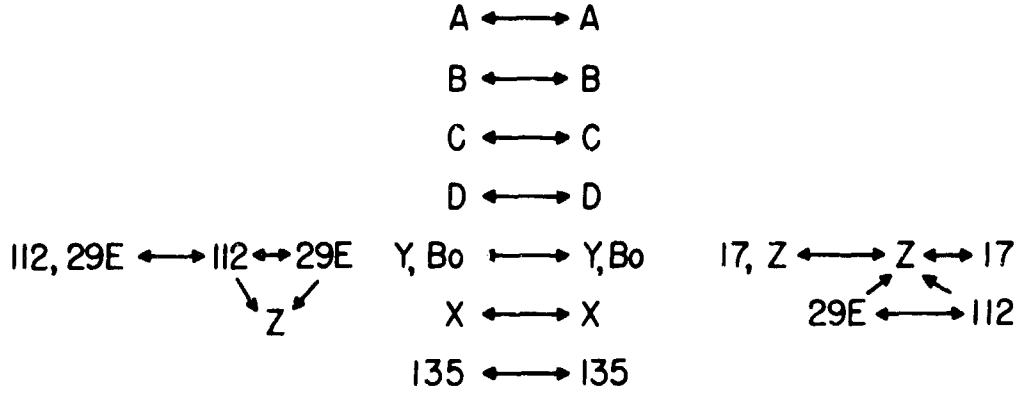 A ↔ A
B ↔ B
C ↔ C
D ↔ D
112, 29E ↔ 112 ↔ 29E Y, Bo → Y, Bo 17, Z ↔ Z ↔ 17
Z X ↔ X 29E ↔ 112
135 ↔ 135